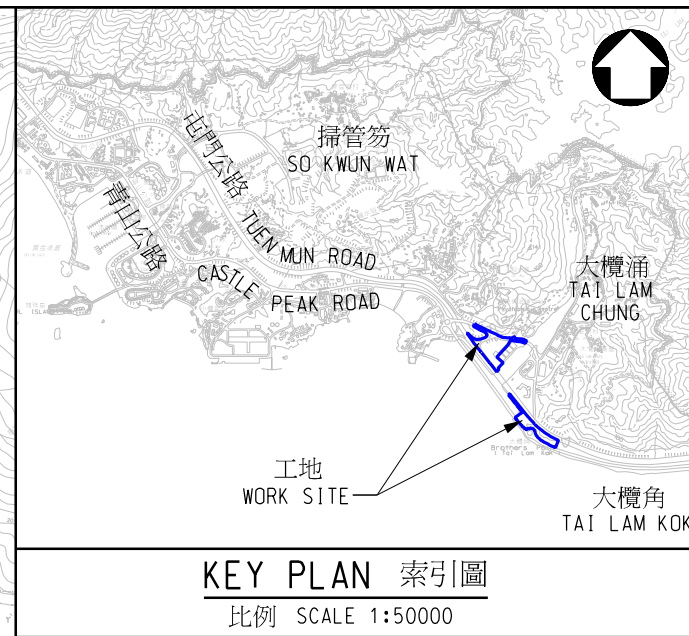 掃管笏
SO KWUN WAT
屯門公路
TUEN MUN ROAD
青山公路
CASTLE PEAK ROAD
大欖涌
TAI LAM
CHUNG
工地
WORK SITE
大欖角
TAI LAM KOK
KEY PLAN 索引圖
比例 SCALE 1:50000